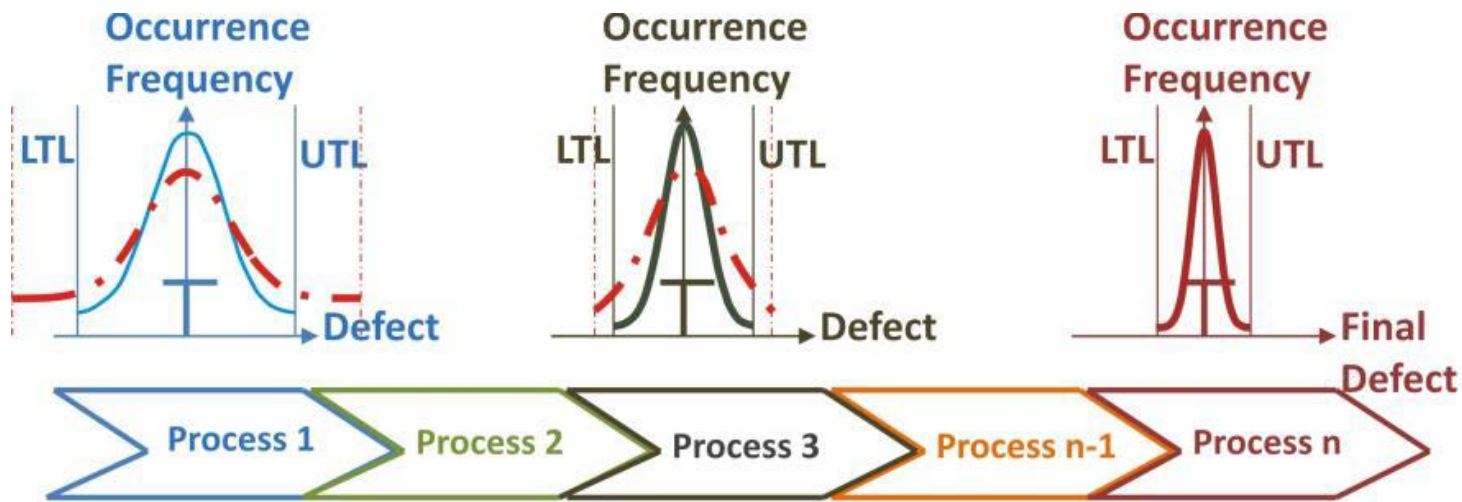 Occurrence
Frequency
LTL
UTL
T
Defect
Occurrence
Frequency
LTL
UTL
T
Defect
Occurrence
Frequency
LTL
UTL
T
Final
Defect
Process 1
Process 2
Process 3
Process n-1
Process n